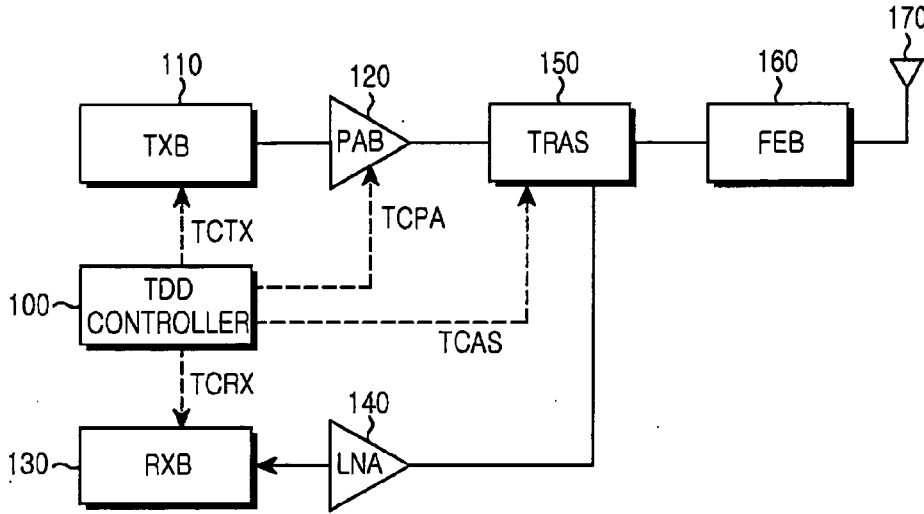 170
110
120
150
160
TXB
PAB
TRAS
FEB
TCTX
TCPA
100
TDD
CONTROLLER
TCAS
TCRX
140
130
RXB
LNA